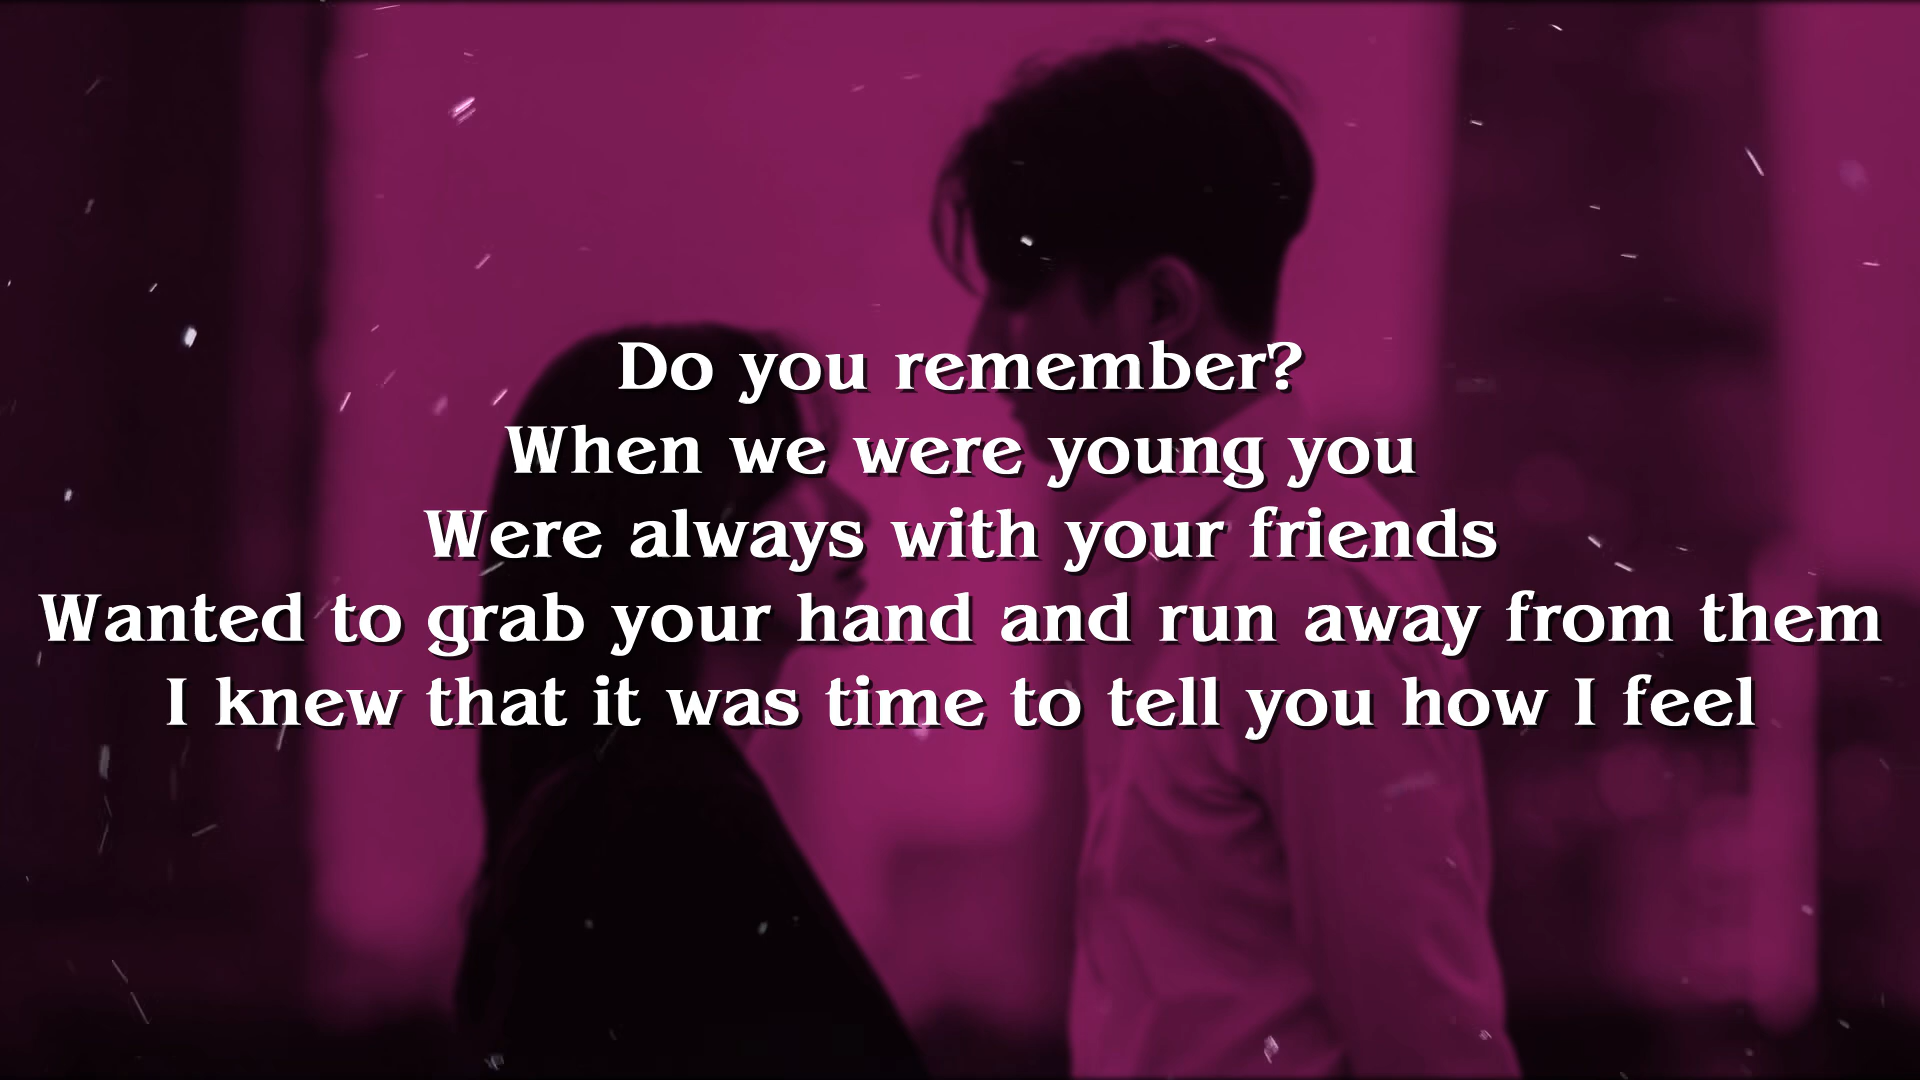 Do you remember?
When we were young you
Were always with your friends
Wanted to grab your hand and run away from them
I knew that it was time to tell you how I feel